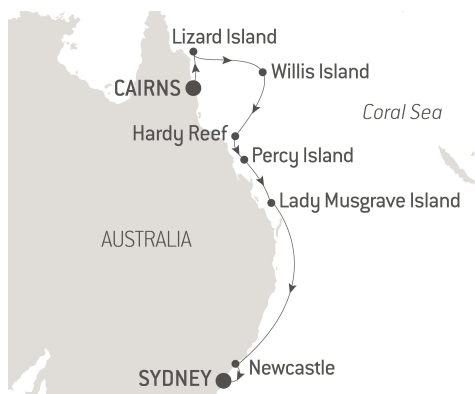 Lizard Island
Willis Island
CAIRNS
Coral Sea
Hardy Reef
Percy Island
Lady Musgrave Island
AUSTRALIA
Newcastle
SYDNEY